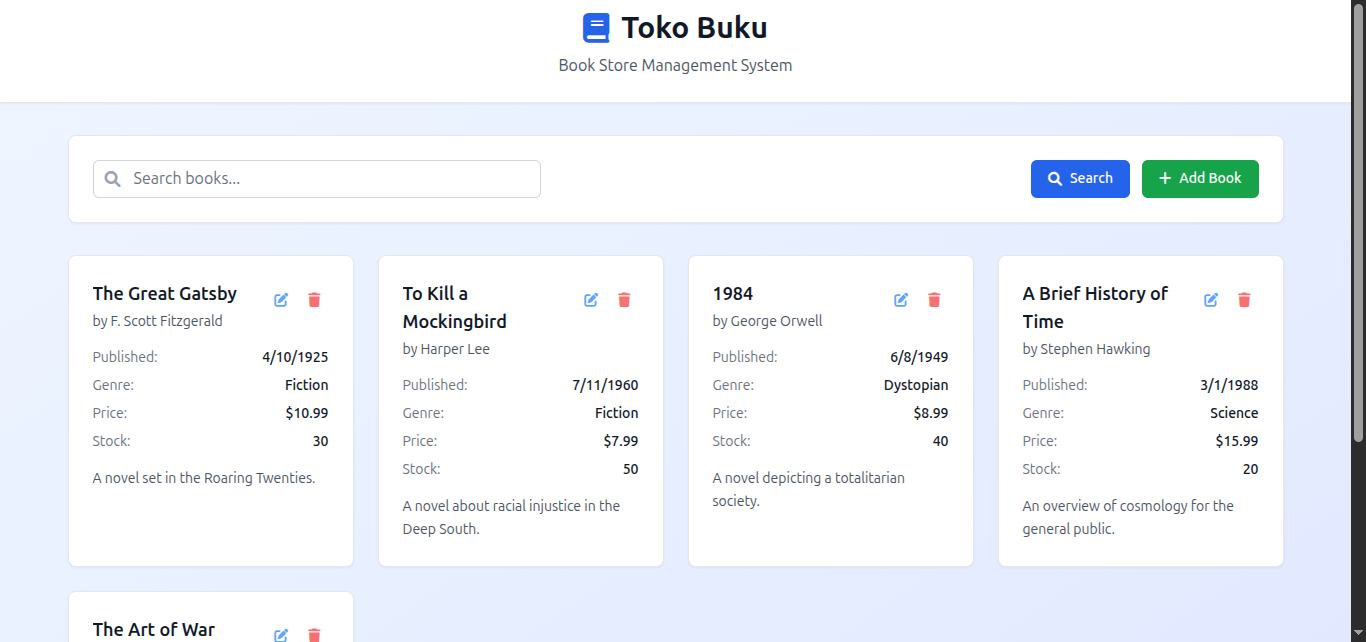 Toko Buku
Book Store Management System
Search books...
Search
Add Book
The Great Gatsby
by F. Scott Fitzgerald
Published: 4/10/1925
Genre: Fiction
Price: $10.99
Stock: 30
A novel set in the Roaring Twenties.
To Kill a
Mockingbird
by Harper Lee
Published: 7/11/1960
Genre: Fiction
Price: $7.99
Stock: 50
A novel about racial injustice in the
Deep South.
1984
by George Orwell
Published: 6/8/1949
Genre: Dystopian
Price: $8.99
Stock: 40
A novel depicting a totalitarian
society.
A Brief History of
Time
by Stephen Hawking
Published: 3/1/1988
Genre: Science
Price: $15.99
Stock: 20
An overview of cosmology for the
general public.
The Art of War